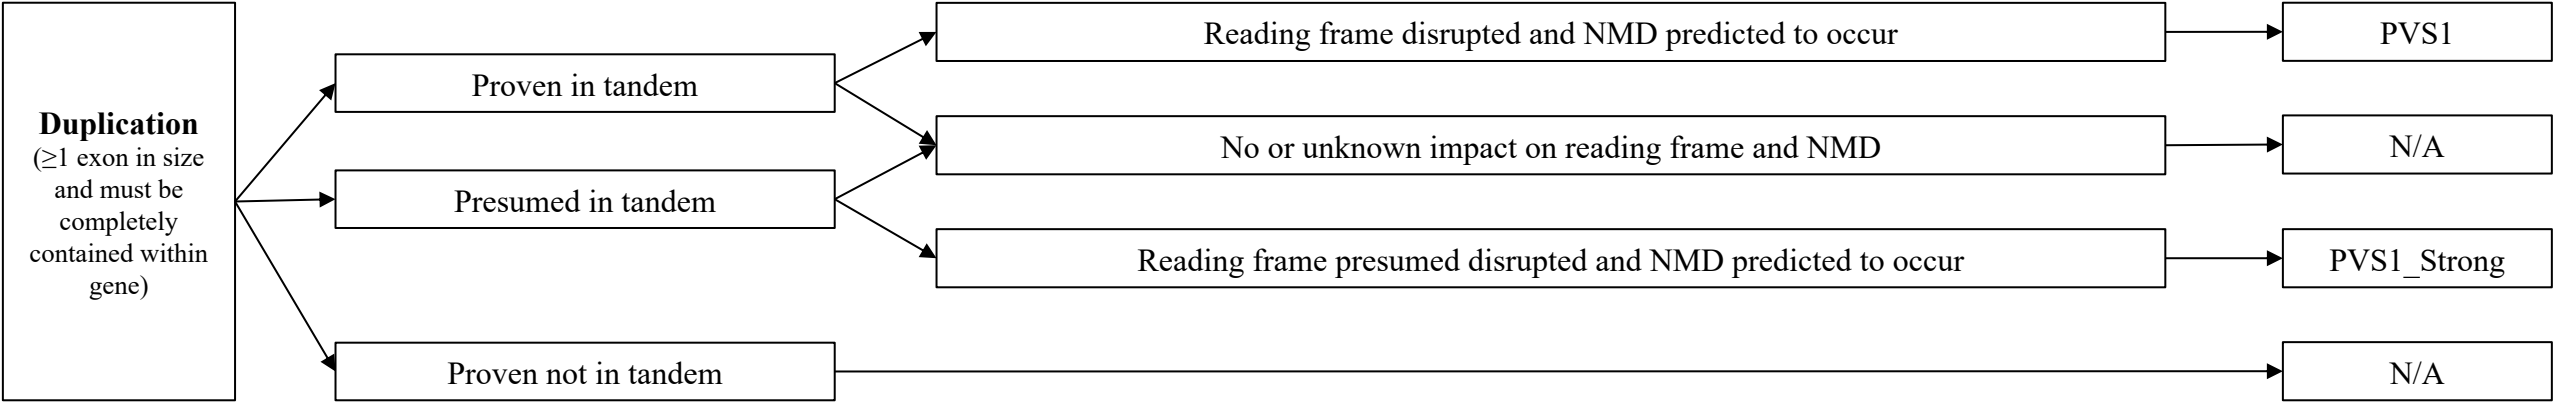 Duplication
(≥1 exon in size
and must be
completely
contained within
gene)
Proven in tandem
Presumed in tandem
Proven not in tandem
Reading frame disrupted and NMD predicted to occur
No or unknown impact on reading frame and NMD
Reading frame presumed disrupted and NMD predicted to occur
PVS1
N/A
PVS1_Strong
N/A